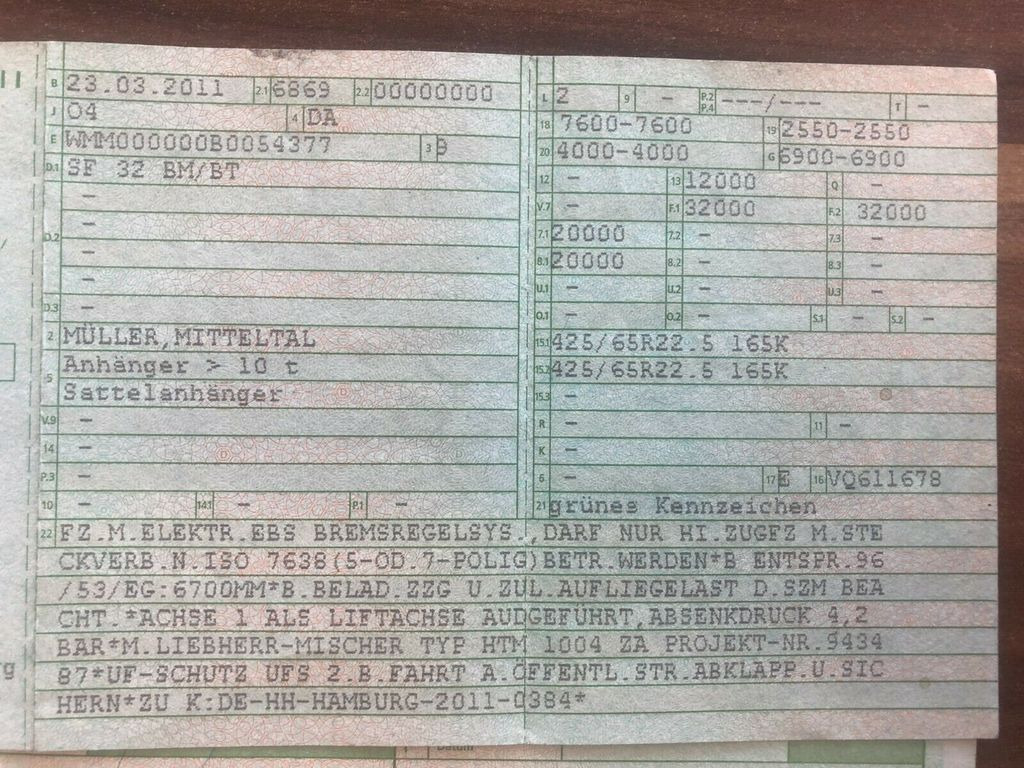 B 23.03.2011 2.1 6869 2.2 00000000
J 04 4 DA
E WMM000000B0054377 3 9
D.1 SF 32 BM/BT
-
-
D.2 -
-
-
D.3 -
2 MÜLLER,MITTELTAL
5 Anhänger > 10 t
Sattelanhänger
V.9 -
14 -
P.3 -
10 - 14.1 - P.1 -
L 2 9 - P.2 P.4 ---/--- T -
18 7600-7600 19 2550-2550
20 4000-4000 G 6900-6900
12 - 13 12000 Q -
V.7 - F.1 32000 F.2 32000
7.1 20000 7.2 - 7.3 -
8.1 20000 8.2 - 8.3 -
U.1 - U.2 - U.3 -
O.1 - O.2 - S.1 - S.2 -
15.1 425/65R22.5 165K
15.2 425/65R22.5 165K
15.3 -
R - 11 -
K -
6 - 17 E 16 VQ611678
21 grünes Kennzeichen
22 FZ.M.ELEKTR.EBS BREMSREGELSYS.,DARF NUR HI.ZUGFZ M.STE
CKVERB.N.ISO 7638(5-OD.7-POLIG)BETR.WERDEN*B ENTSPR.96
/53/EG:6700MM*B.BELAD.ZZG U.ZUL.AUFLIEGELAST D.SZM BEA
CHT.*ACHSE 1 ALS LIFTACHSE AUDGEFÜHRT,ABSENKDRUCK 4,2
BAR*M.LIEBHERR-MISCHER TYP HTM 1004 ZA PROJEKT-NR.9434
87*UF-SCHUTZ UFS 2.B.FAHRT A.ÖFFENTL.STR.ABKLAPP.U.SIC
HERN*ZU K:DE-HH-HAMBURG-2011-0384*
Datum